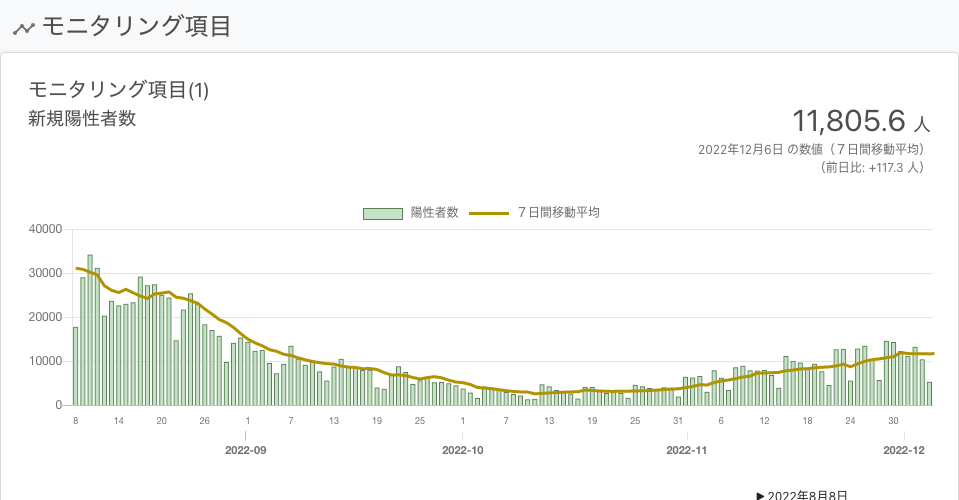 モニタリング項目
モニタリング項目(1)
新規陽性者数
11,805.6 人
2022年12月6日 の数値（７日間移動平均）
（前日比: +117.3 人）
陽性者数 ７日間移動平均
40000
30000
20000
10000
0
8 14 20 26 1 7 13 19 25 1 7 13 19 25 31 6 12 18 24 30
2022-09 2022-10 2022-11 2022-12
▶ 2022年8月8日